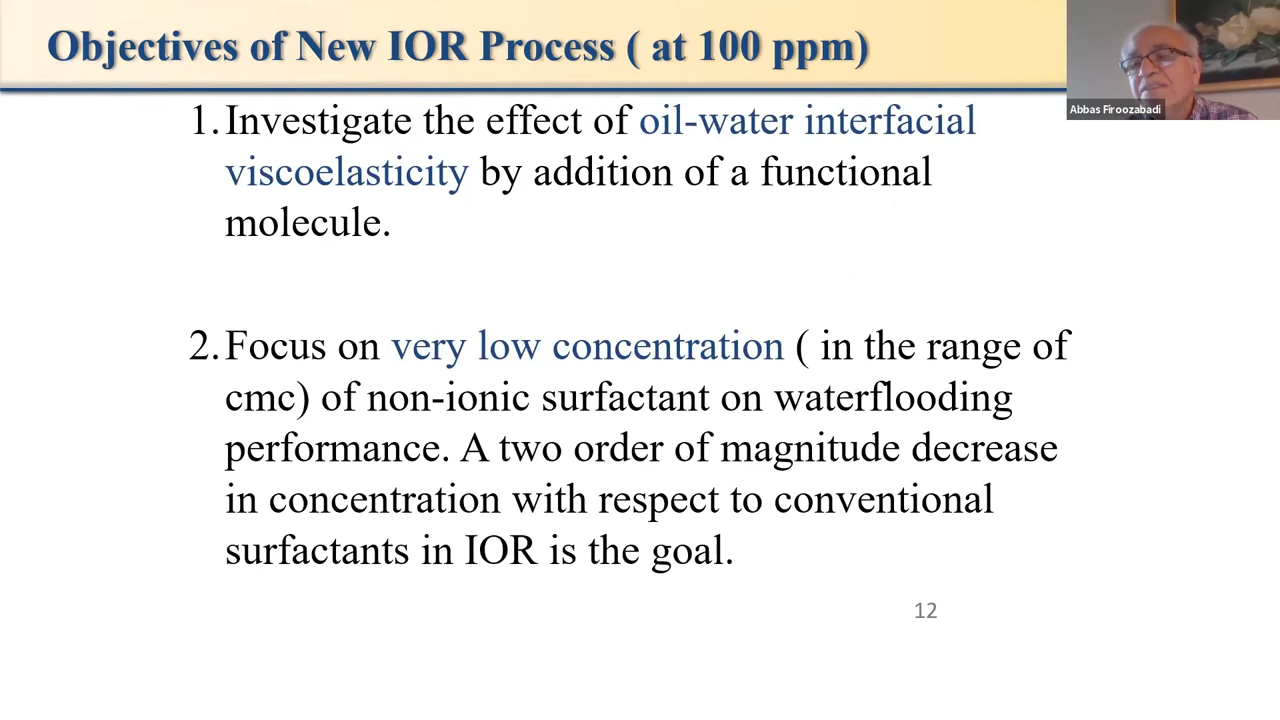 Objectives of New IOR Process ( at 100 ppm)
Abbas Firoozabadi
1. Investigate the effect of oil-water interfacial
viscoelasticity by addition of a functional
molecule.
2. Focus on very low concentration ( in the range of
cmc) of non-ionic surfactant on waterflooding
performance. A two order of magnitude decrease
in concentration with respect to conventional
surfactants in IOR is the goal.
12